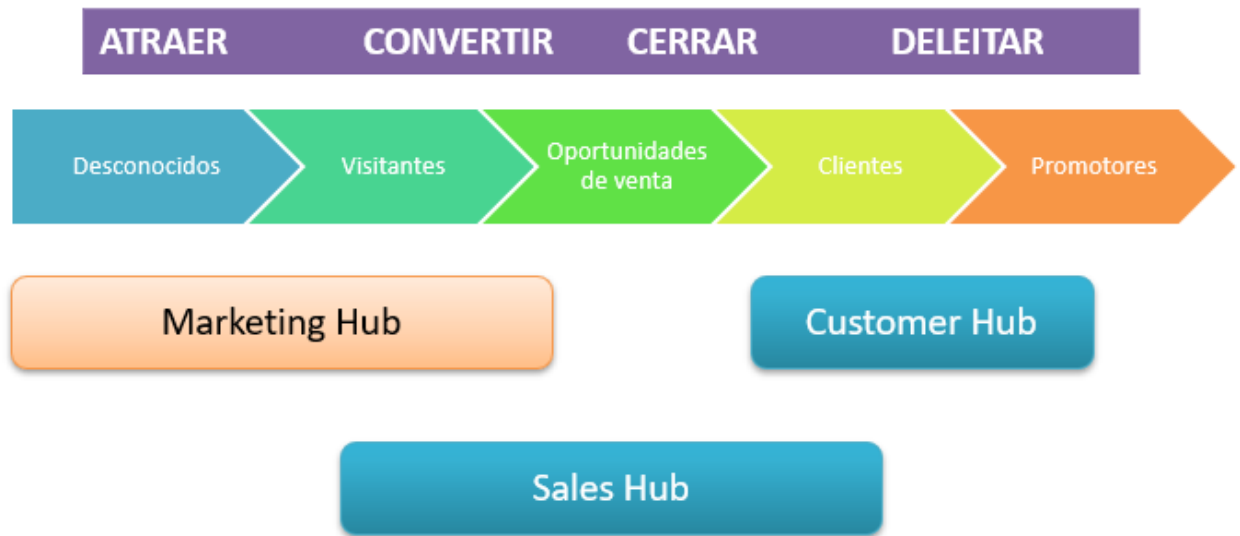 ATRAER CONVERTIR CERRAR DELEITAR
Desconocidos
Visitantes
Oportunidades
de venta
Clientes
Promotores
Marketing Hub
Customer Hub
Sales Hub